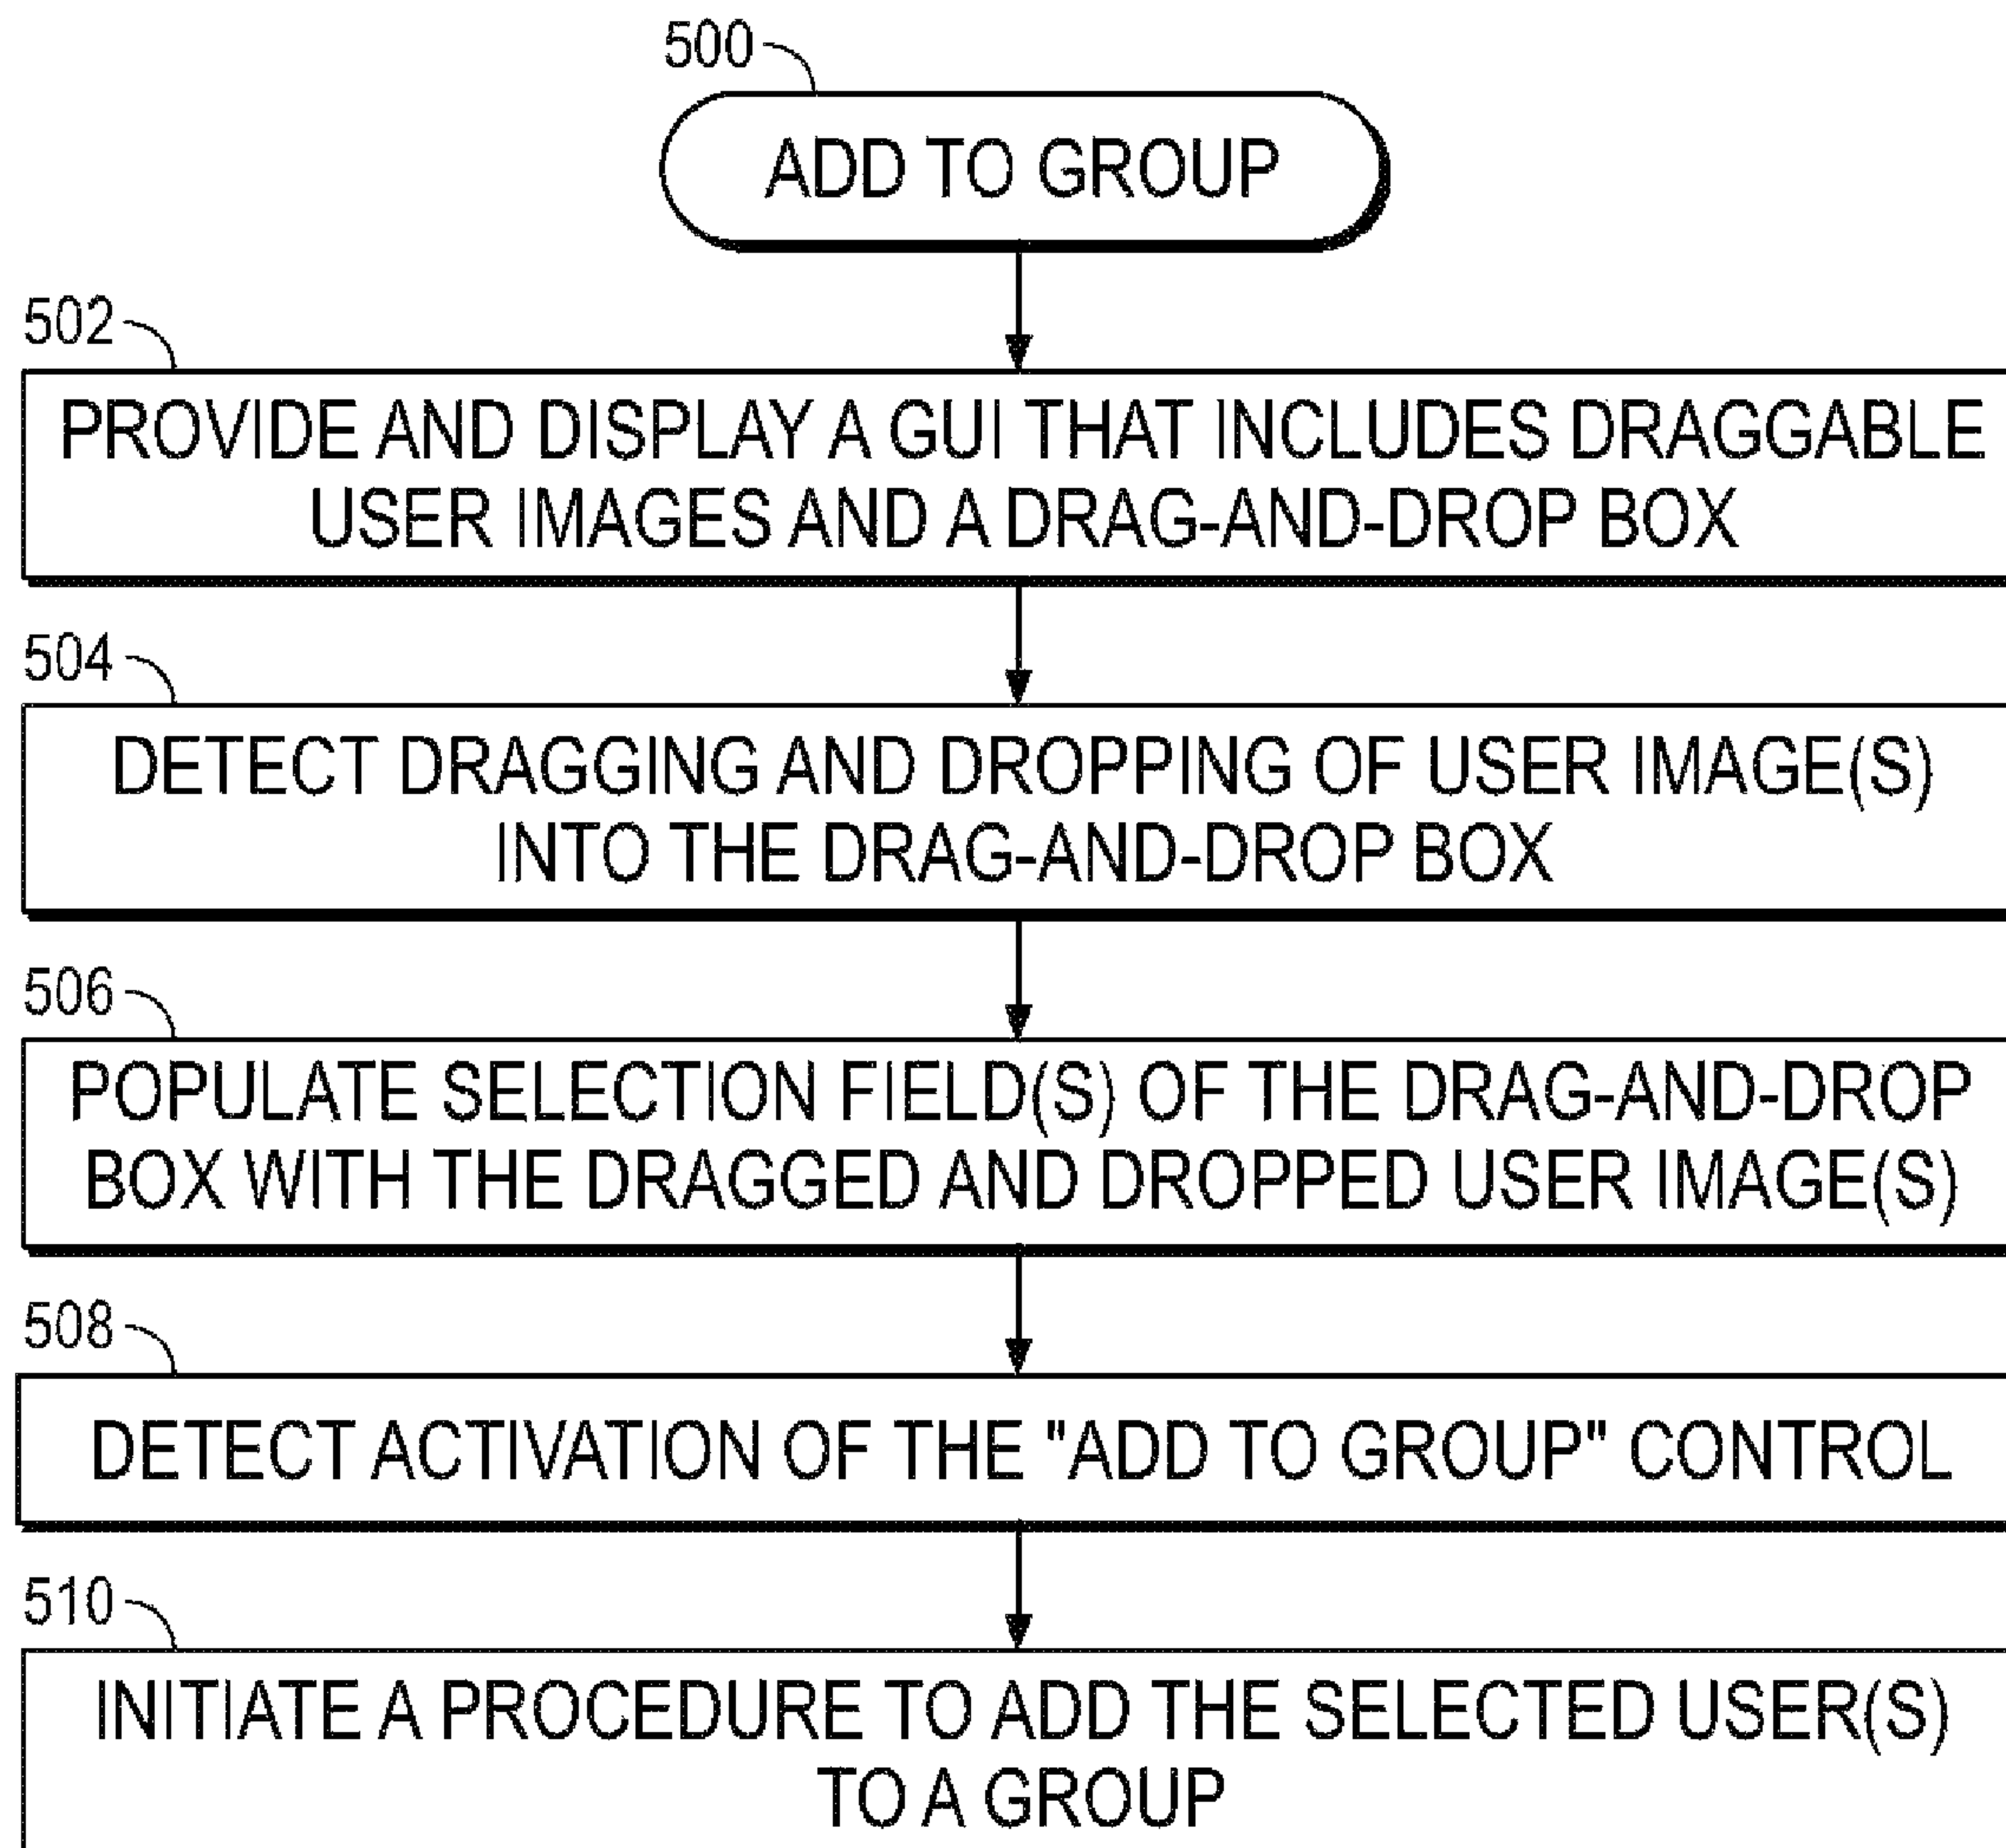 500
ADD TO GROUP
502
PROVIDE AND DISPLAY A GUI THAT INCLUDES DRAGGABLE
USER IMAGES AND A DRAG-AND-DROP BOX
504
DETECT DRAGGING AND DROPPING OF USER IMAGE(S)
INTO THE DRAG-AND-DROP BOX
506
POPULATE SELECTION FIELD(S) OF THE DRAG-AND-DROP
BOX WITH THE DRAGGED AND DROPPED USER IMAGE(S)
508
DETECT ACTIVATION OF THE "ADD TO GROUP" CONTROL
510
INITIATE A PROCEDURE TO ADD THE SELECTED USER(S)
TO A GROUP